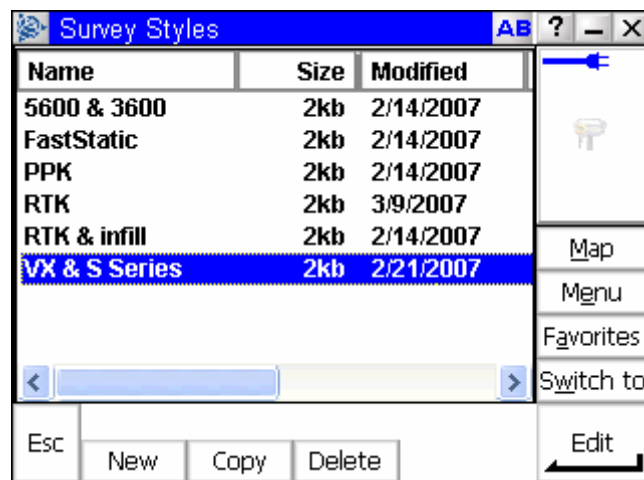 Survey Styles AB ? – X
Name Size Modified
5600 & 3600 2kb 2/14/2007
FastStatic 2kb 2/14/2007
PPK 2kb 2/14/2007
RTK 2kb 3/9/2007
RTK & infill 2kb 2/14/2007
VX & S Series 2kb 2/21/2007
Map
Menu
Favorites
Switch to
Esc New Copy Delete Edit